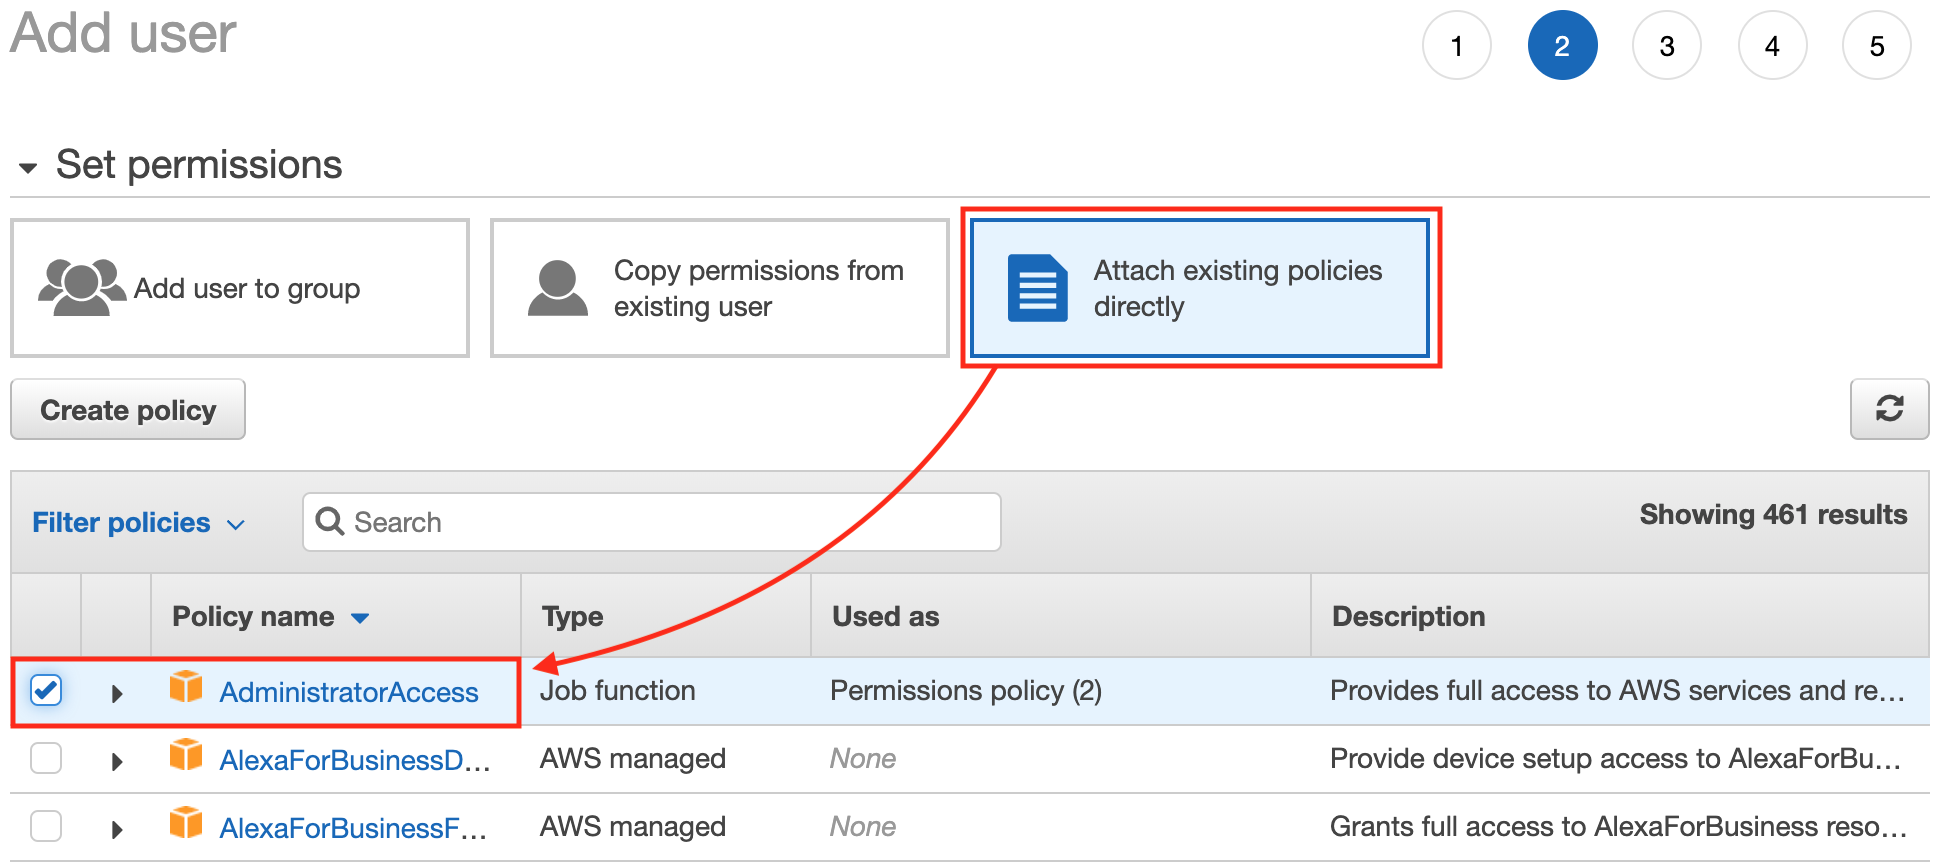 Add user
1 2 3 4 5
Set permissions
Add user to group
Copy permissions from
existing user
Attach existing policies
directly
Create policy
Filter policies
Search
Showing 461 results
Policy name Type Used as Description
AdministratorAccess Job function Permissions policy (2) Provides full access to AWS services and re...
AlexaForBusinessD... AWS managed None Provide device setup access to AlexaForBu...
AlexaForBusinessF... AWS managed None Grants full access to AlexaForBusiness reso...